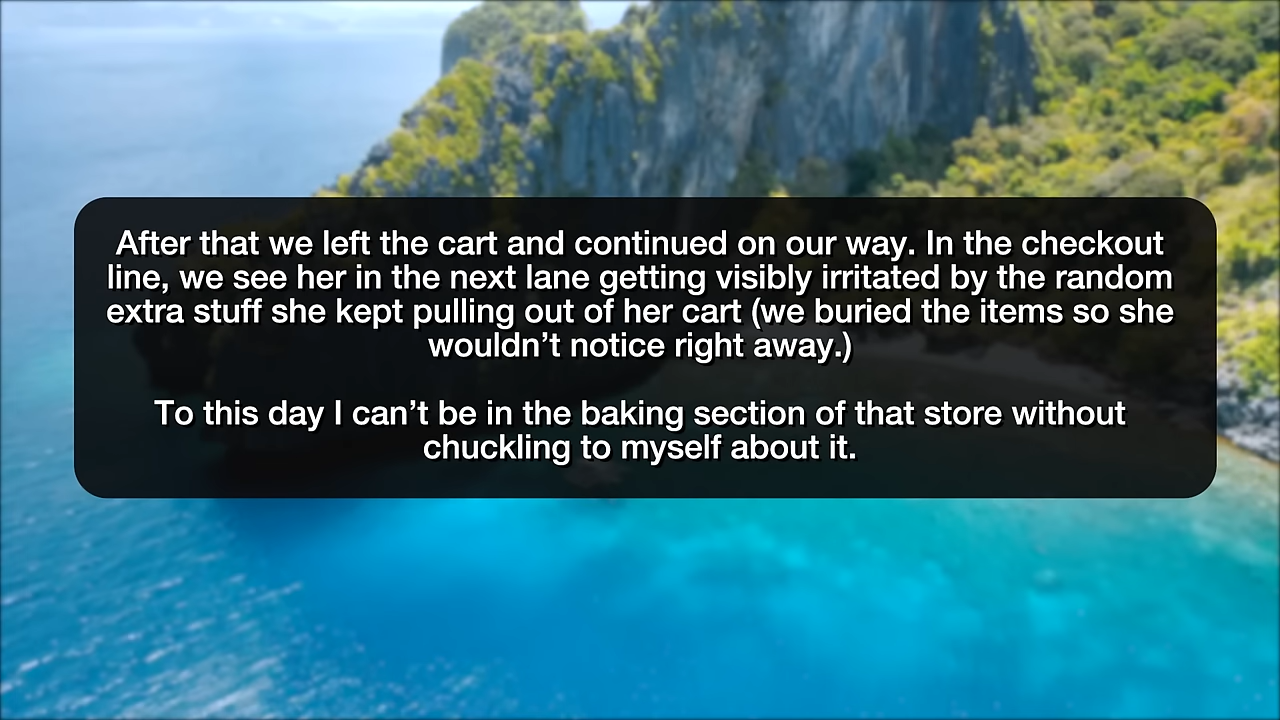 After that we left the cart and continued on our way. In the checkout
line, we see her in the next lane getting visibly irritated by the random
extra stuff she kept pulling out of her cart (we buried the items so she
wouldn’t notice right away.)
To this day I can’t be in the baking section of that store without
chuckling to myself about it.